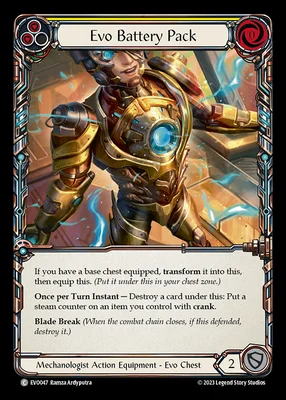 Evo Battery Pack
If you have a base chest equipped, transform it into this,
then equip this. (Put it under this in your chest zone.)
Once per Turn Instant — Destroy a card under this: Put a
steam counter on an item you control with crank.
Blade Break (When the combat chain closes, if this defended,
destroy it.)
Mechanologist Action Equipment - Evo Chest
2
C EVO047 Ramza Ardyputra
© 2023 Legend Story Studios